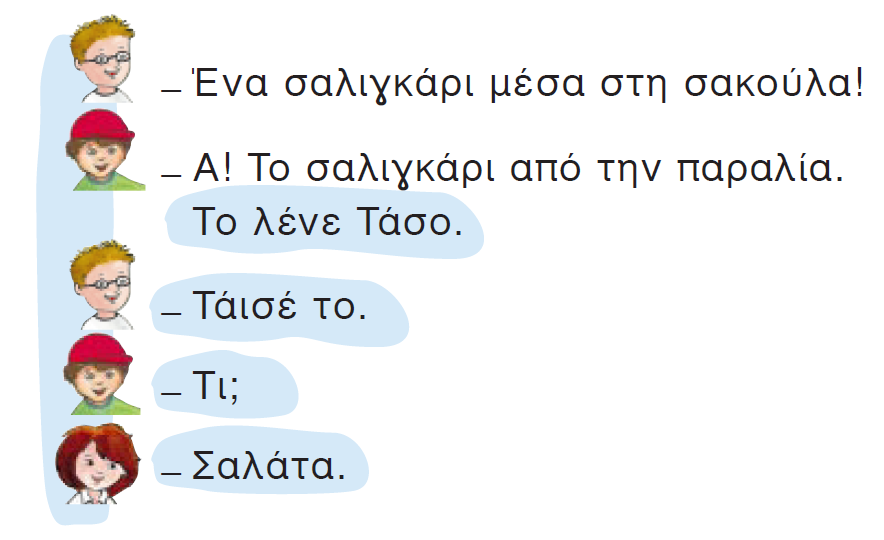 – Ένα σαλιγκάρι μέσα στη σακούλα!
– Α! Το σαλιγκάρι από την παραλία.
Το λένε Τάσο.
– Τάισέ το.
– Τι;
– Σαλάτα.